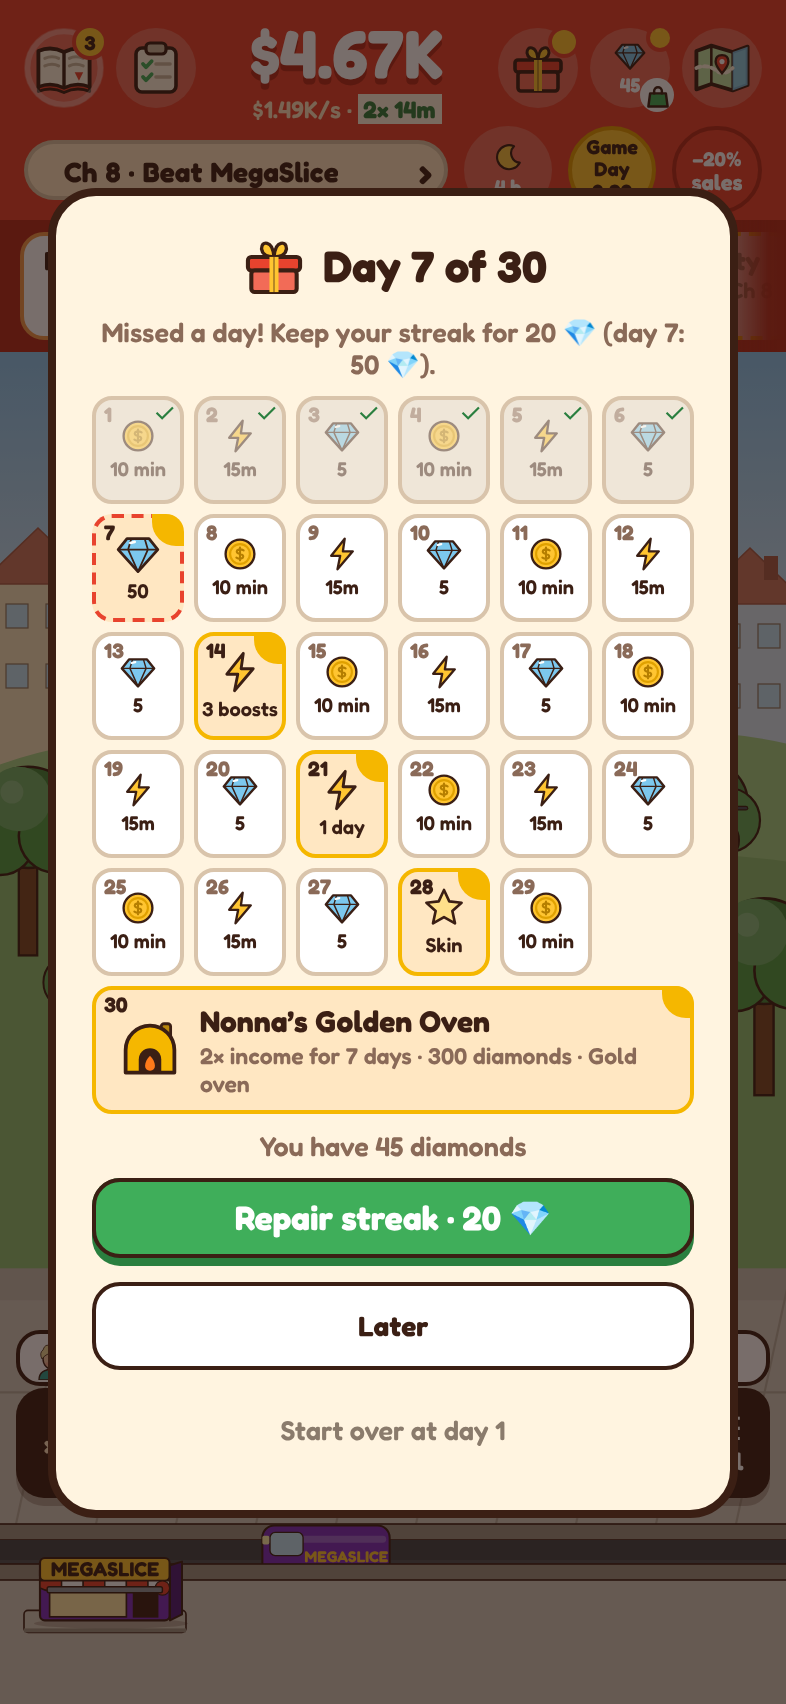 3
$4.67K
45
$1.49K/s · 2x 14m
Ch 8 · Beat MegaSlice
Game
Day
-20%
sales
Day 7 of 30
Missed a day! Keep your streak for 20 💎 (day 7:
50 💎).
1
10 min
2
15m
3
5
4
10 min
5
15m
6
5
7
50
8
10 min
9
15m
10
5
11
10 min
12
15m
13
5
14
3 boosts
15
10 min
16
15m
17
5
18
10 min
19
15m
20
5
21
1 day
22
10 min
23
15m
24
5
25
10 min
26
15m
27
5
28
Skin
29
10 min
30
Nonna’s Golden Oven
2× income for 7 days · 300 diamonds · Gold
oven
You have 45 diamonds
Repair streak · 20 💎
Later
Start over at day 1
MEGASLICE
MEGASLICE